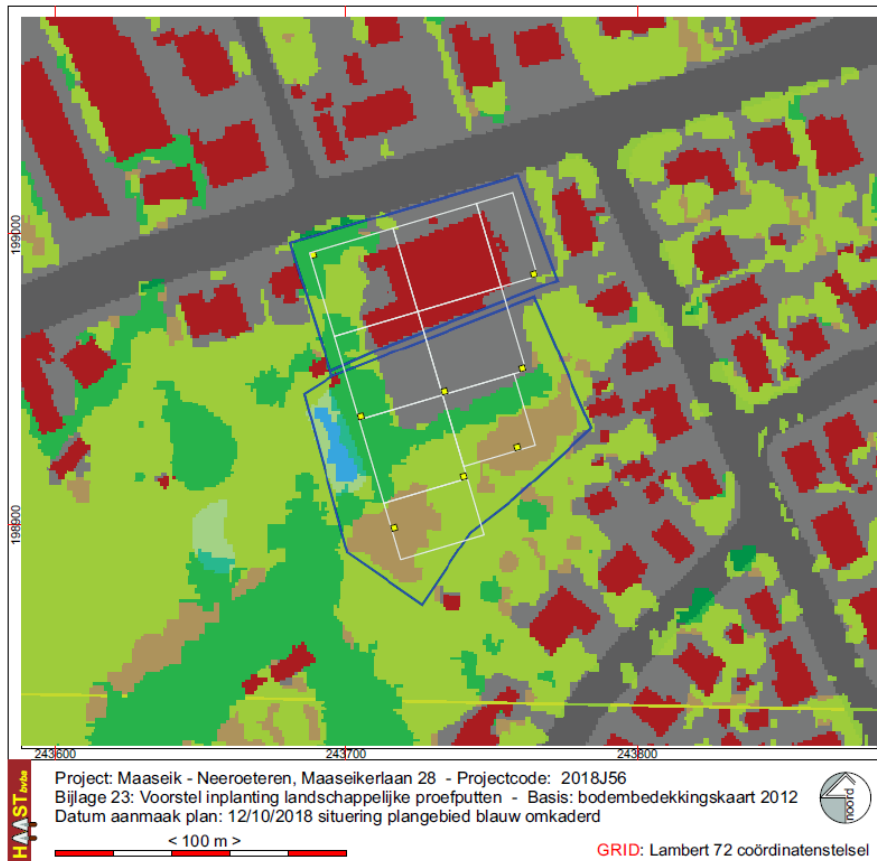 199000
198900
243600
243700
243800
HAAST bvba
Project: Maaseik - Neeroeteren, Maaseikerlaan 28 - Projectcode: 2018J56
Bijlage 23: Voorstel inplanting landschappelijke proefputten - Basis: bodembedekkingskaart 2012
Datum aanmaak plan: 12/10/2018 situering plangebied blauw omkaderd
< 100 m >
noord
GRID: Lambert 72 coördinatenstelsel